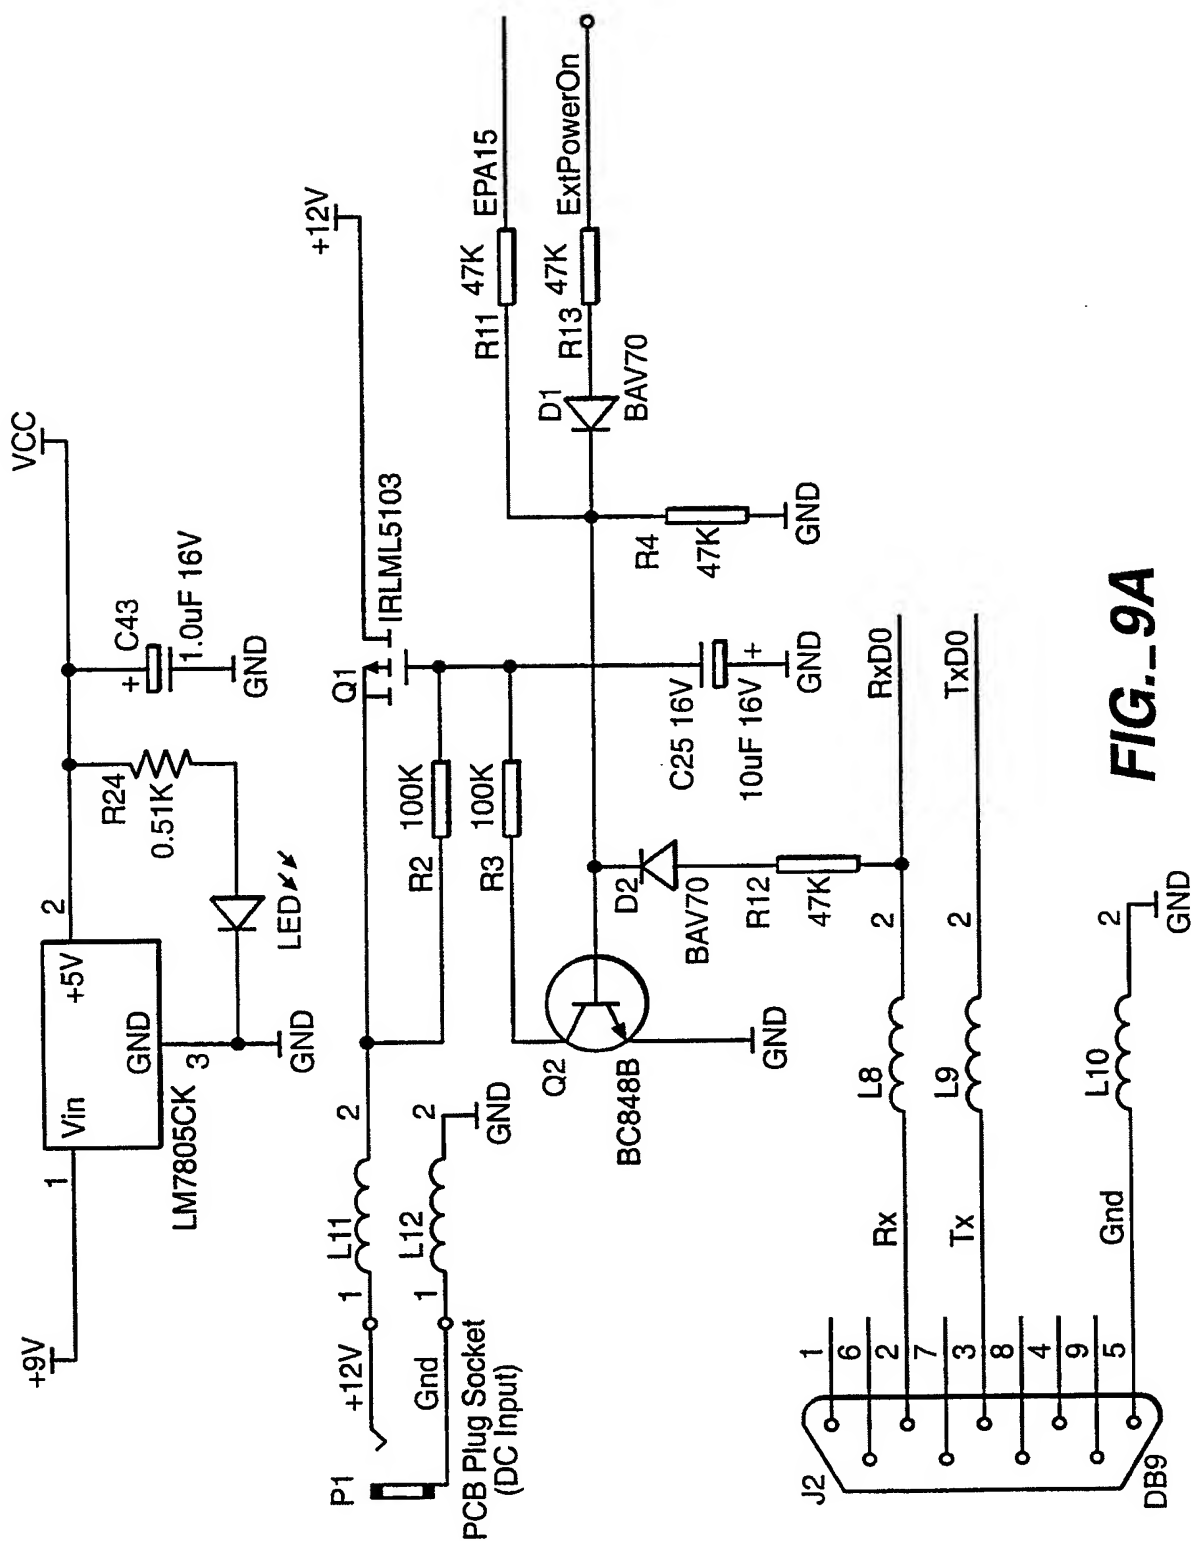 +9V
1
Vin
+5V
GND
LM7805CK
2
3
GND
LED
R24
0.51K
C43
+
1.0uF 16V
GND
VCC
P1
PCB Plug Socket
(DC Input)
+12V
Gnd
1
L11
2
1
L12
2
GND
Q1
IRLML5103
+12V
R2
100K
R3
100K
C25 16V
10uF 16V
+
GND
Q2
BC848B
GND
D2
BAV70
R12
47K
R4
47K
GND
D1
BAV70
R11
47K
EPA15
R13
47K
ExtPowerOn
J2
DB9
1
6
2
7
3
8
4
9
5
Rx
L8
2
RxD0
Tx
L9
2
TxD0
Gnd
L10
2
GND
FIG._9A